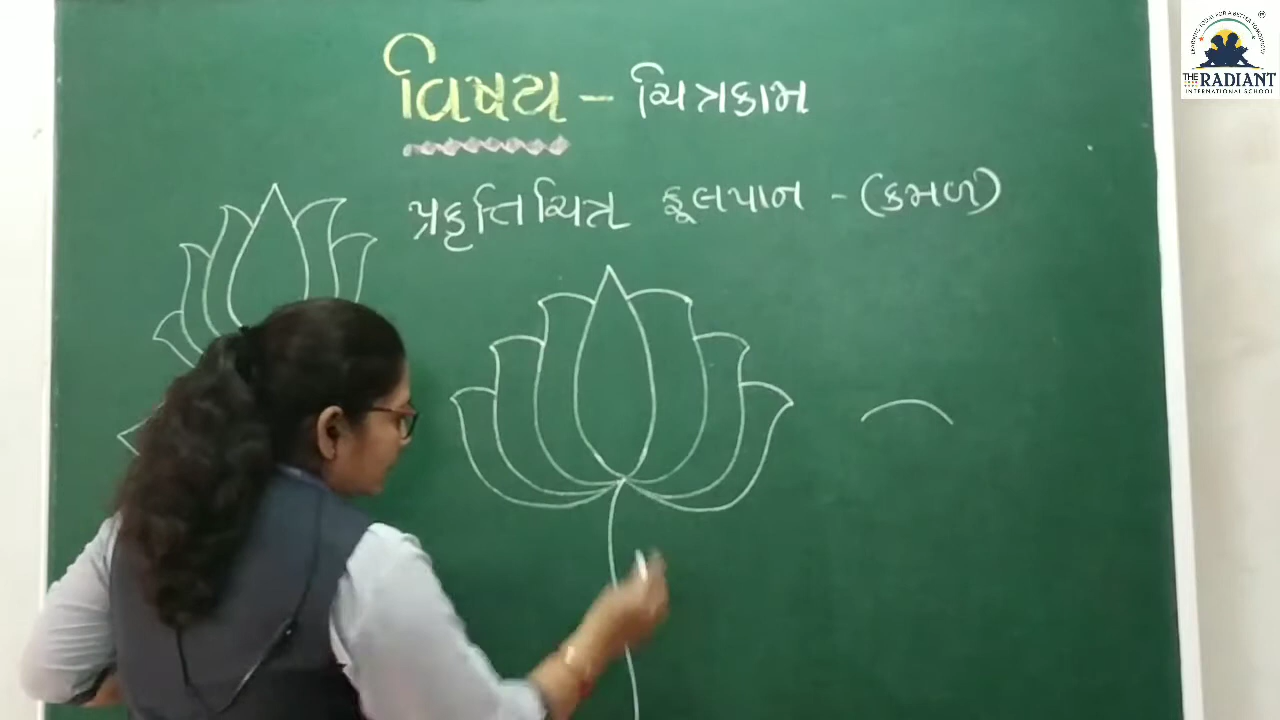 વિષય - ચિત્રકામ
પ્રકૃત્તિચિત્ર ફૂલપાન - (કમળ)
THE RADIANT
INTERNATIONAL SCHOOL